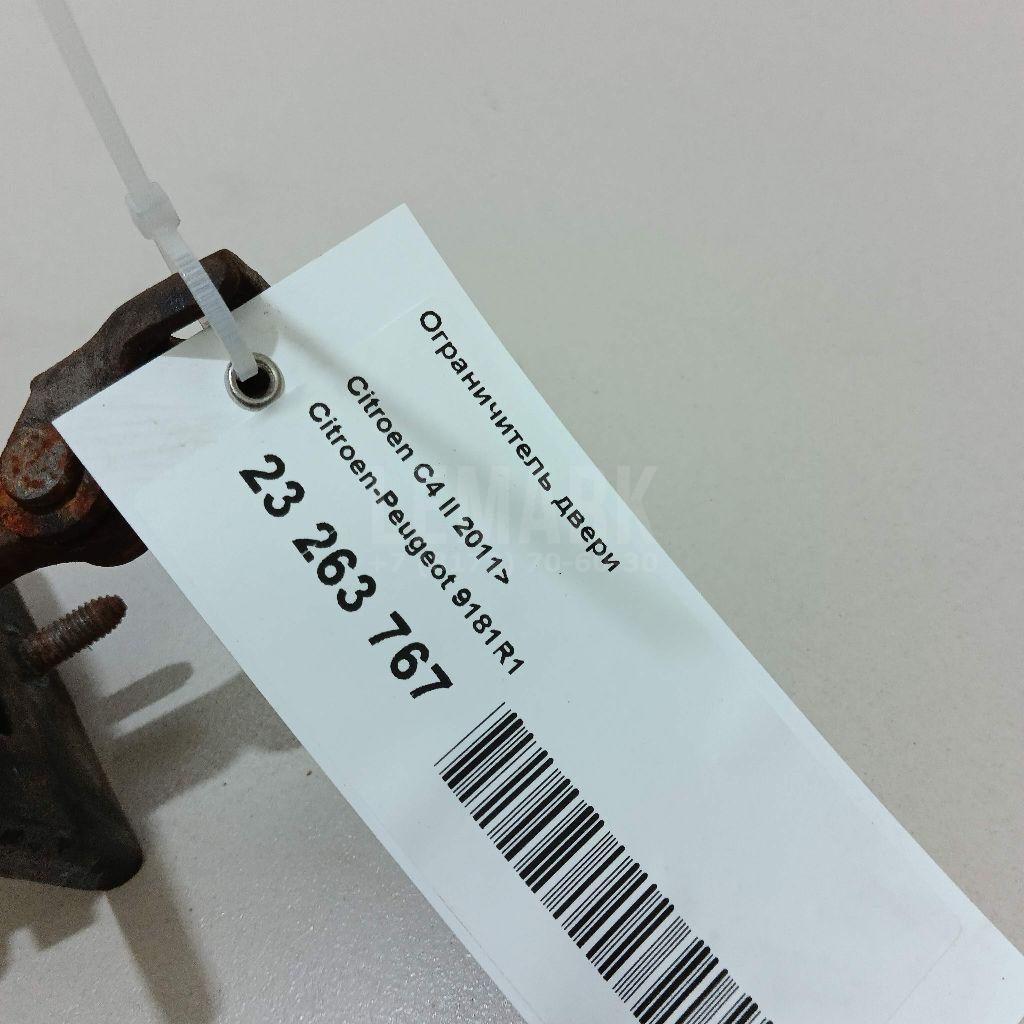 Ограничитель двери
Citroen C4 II 2011>
Citroen-Peugeot 9181R1
23 263 767